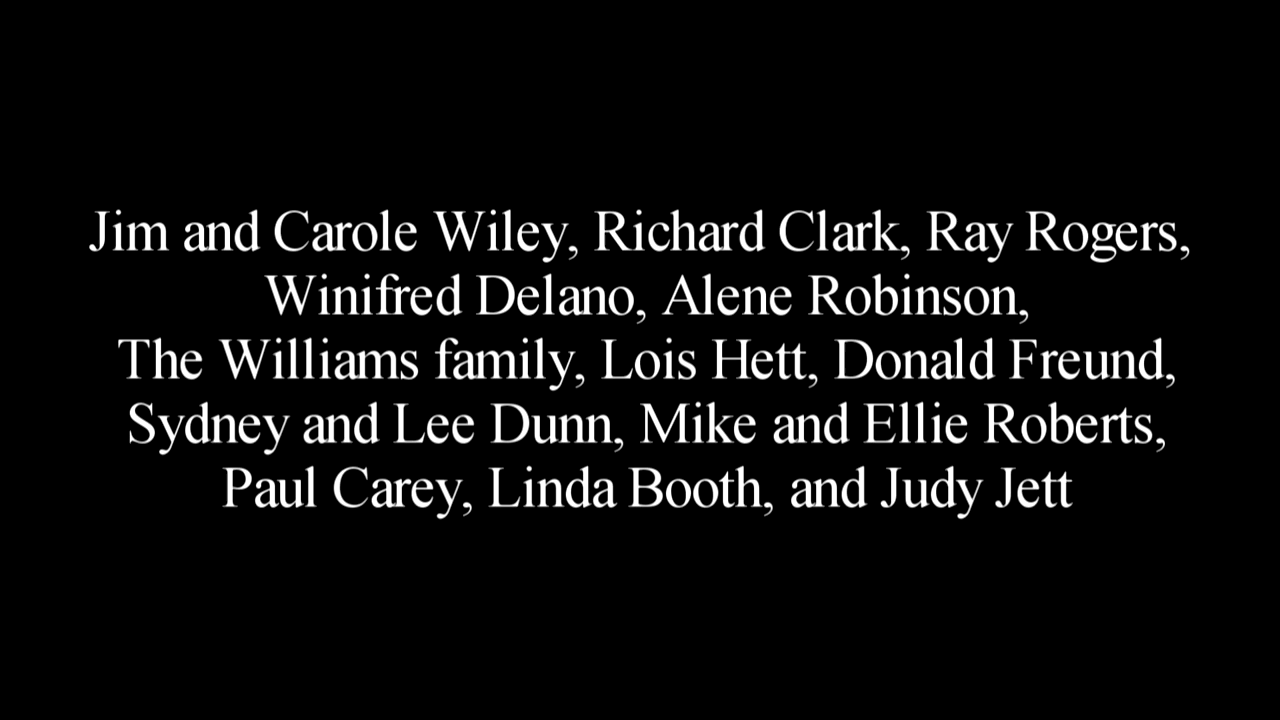 Jim and Carole Wiley, Richard Clark, Ray Rogers,
Winifred Delano, Alene Robinson,
The Williams family, Lois Hett, Donald Freund,
Sydney and Lee Dunn, Mike and Ellie Roberts,
Paul Carey, Linda Booth, and Judy Jett